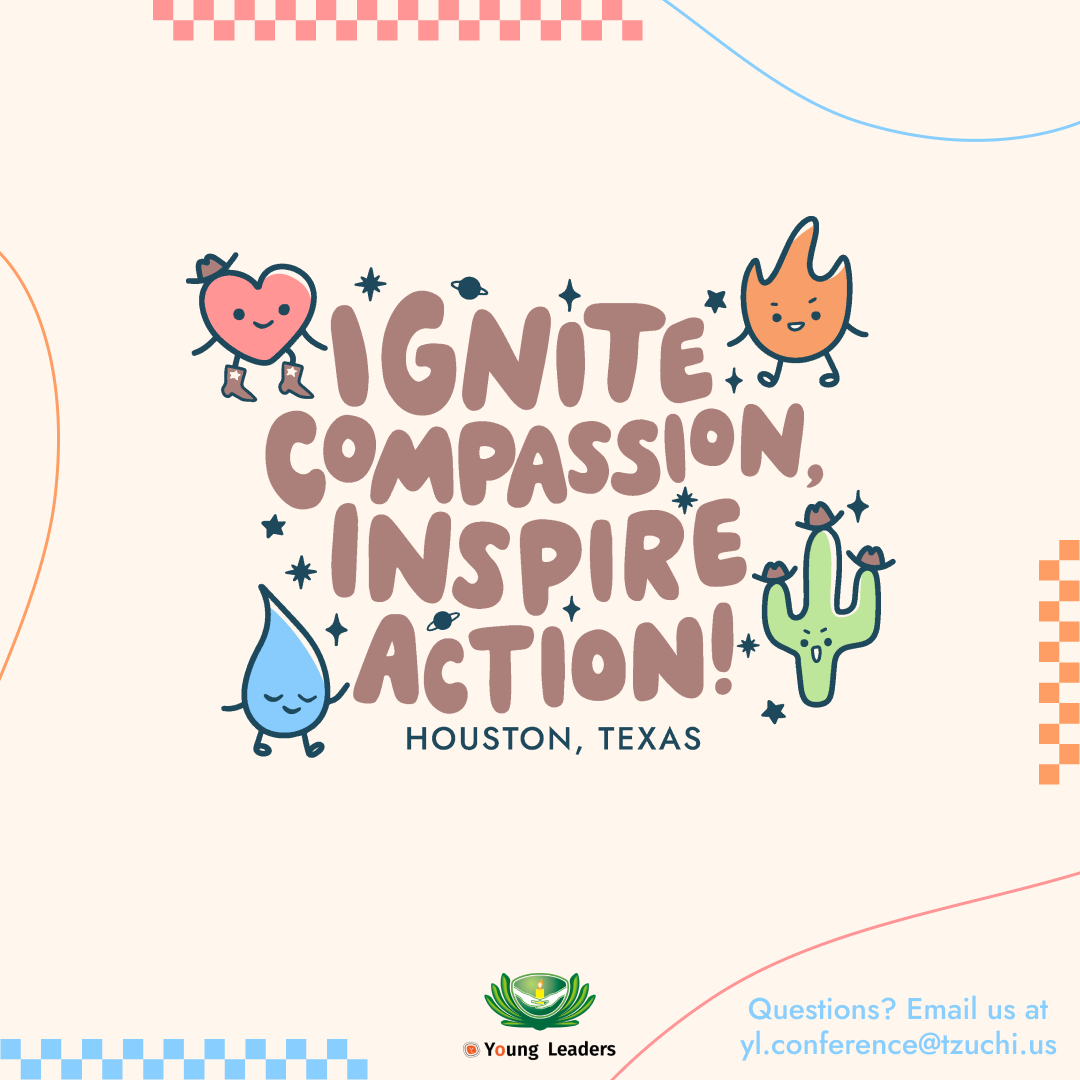 IGNITE
COMPASSION,
INSPIRE
ACTION!
HOUSTON, TEXAS
Young Leaders
Questions? Email us at
yl.conference@tzuchi.us